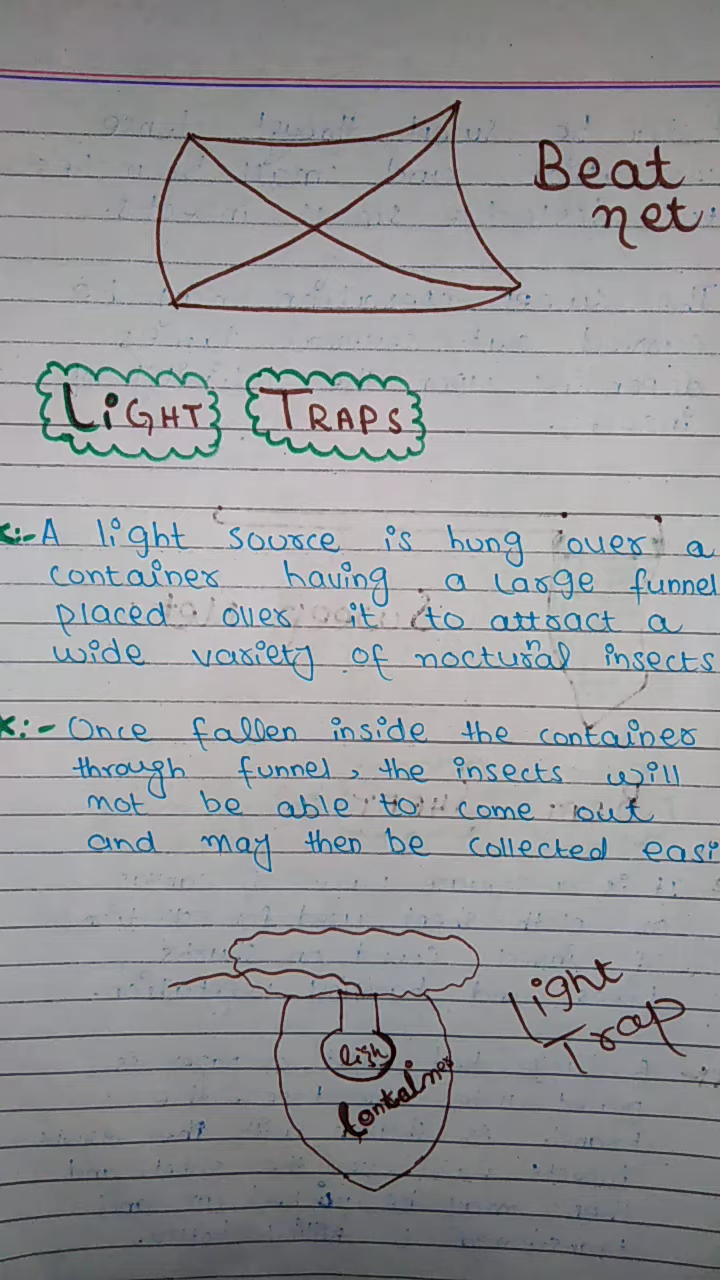 Beat
net
LiGHT TRAPS
:- A light source is hung over a
container having a large funnel
placed over it to attract a
wide variety of nocturnal insects
:- Once fallen inside the container
through funnel, the insects will
not be able to come out
and may then be collected easi
Light
Trap
ligh
Container